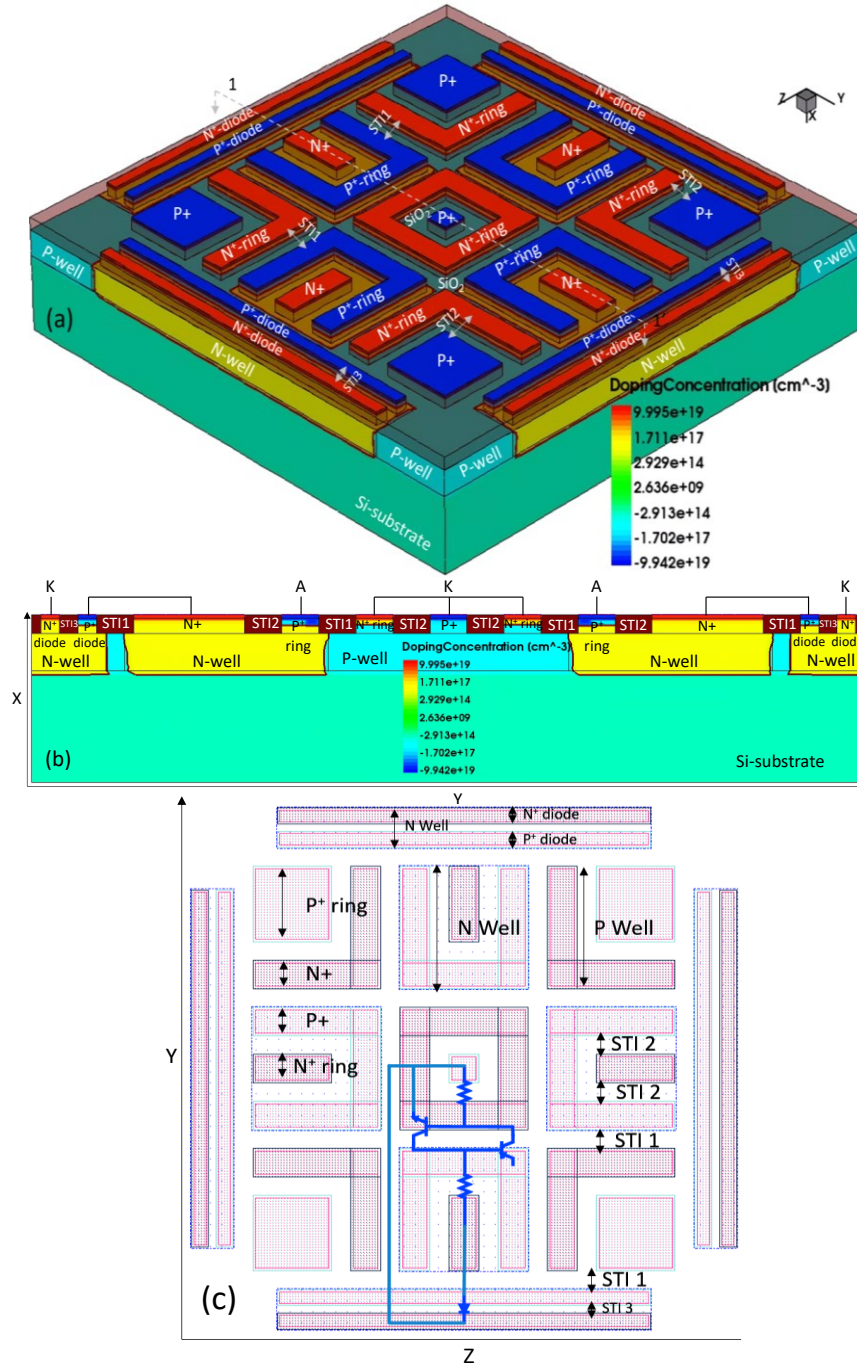 1
P+
Z
Y
X
N⁺-diode
P⁺-diode
STI1
N⁺-ring
P⁺-diode
N⁺-diode
N+
N+
P⁺-ring
P⁺-ring
STI2
N⁺-ring
P+
SiO₂
P+
P+
N⁺-ring
STI1
N⁺-ring
P⁺-ring
N+
N+
SiO₂
STI3
P-well
P-well
P⁺-ring
N⁺-ring
STI2
1'
P⁺-diode
N⁺-diode
N-well
(a)
P⁺-diode
N⁺-diode
N-well
STI3
P+
P-well
P-well
Si-substrate
DopingConcentration (cm^-3)
9.995e+19
1.711e+17
2.929e+14
2.636e+09
-2.913e+14
-1.702e+17
-9.942e+19
K A K A K
N⁺ STI3 P⁺ STI1 N+ STI2 P⁺ STI1 N⁺ ring STI2 P+ STI2 N⁺ ring STI1 P⁺ STI2 N+ STI1 P⁺ STI3 N⁺
diode diode ring ring diode diode
N-well N-well P-well N-well N-well
DopingConcentration (cm^-3)
9.995e+19
1.711e+17
2.929e+14
2.636e+09
-2.913e+14
-1.702e+17
-9.942e+19
X
(b)
Si-substrate
Y
N Well
N⁺ diode
P⁺ diode
P⁺ ring
N Well
P Well
N+
P+
STI 2
N⁺ ring
STI 2
Y
STI 1
STI 1
STI 3
(c)
Z